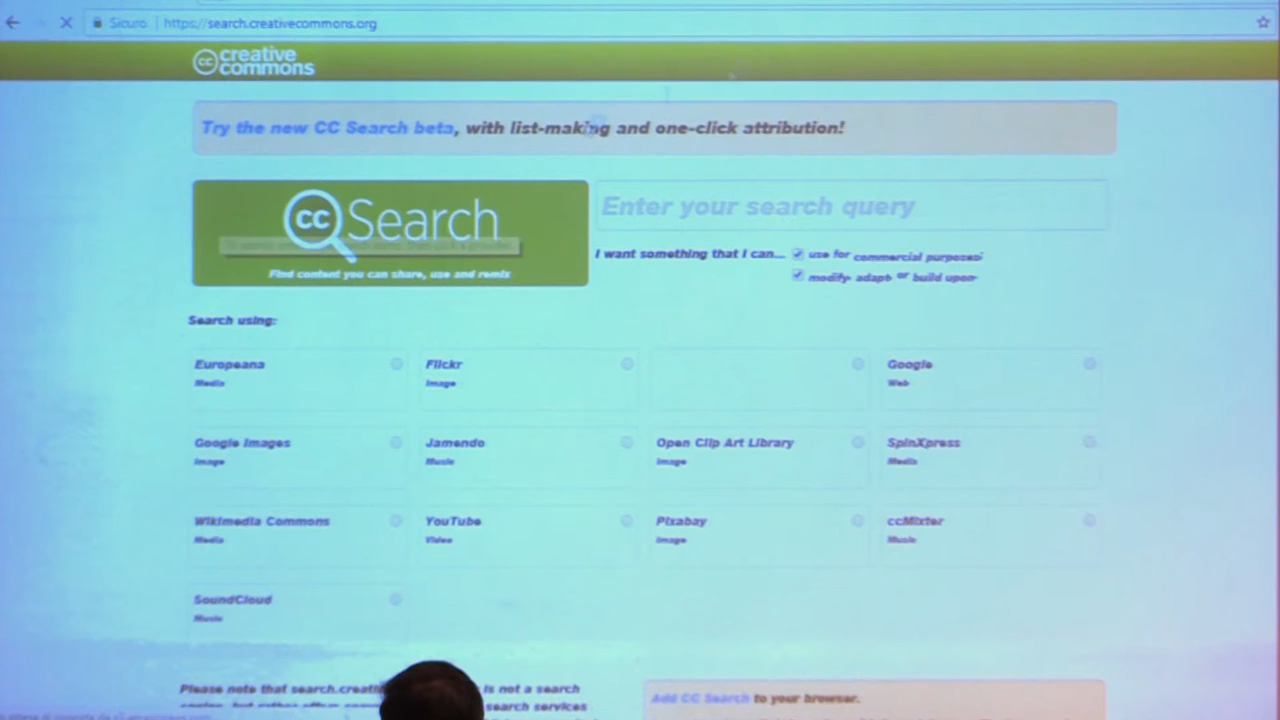 Sicuro | https://search.creativecommons.org
cc creative commons
Try the new CC Search beta, with list-making and one-click attribution!
cc Search
Find content you can share, use and remix
Enter your search query
I want something that I can... use for commercial purposes;
modify, adapt, or build upon.
Search using:
Europeana
Media
Flickr
Image
Google
Web
Google Images
Image
Jamendo
Music
Open Clip Art Library
Image
SpinXpress
Media
Wikimedia Commons
Media
YouTube
Video
Pixabay
Image
ccMixter
Music
SoundCloud
Music
Please note that search.creati is not a search
search services
Add CC Search to your browser.